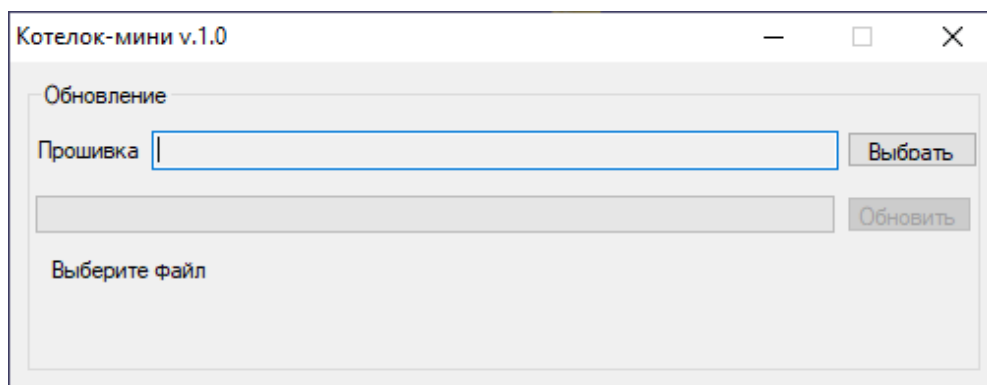 Котелок-мини v.1.0
Обновление
Прошивка Выбрать
Обновить
Выберите файл